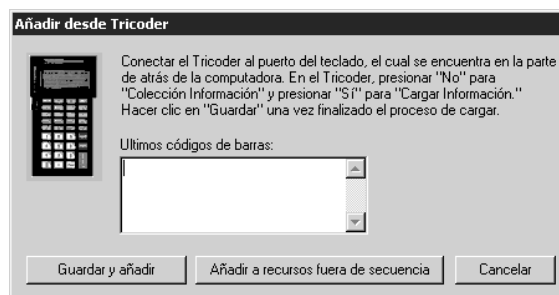 Añadir desde Tricoder
Conectar el Tricoder al puerto del teclado, el cual se encuentra en la parte
de atrás de la computadora. En el Tricoder, presionar "No" para
"Colección Información" y presionar "Sí" para "Cargar Información."
Hacer clic en "Guardar" una vez finalizado el proceso de cargar.
Ultimos códigos de barras:
Guardar y añadir
Añadir a recursos fuera de secuencia
Cancelar